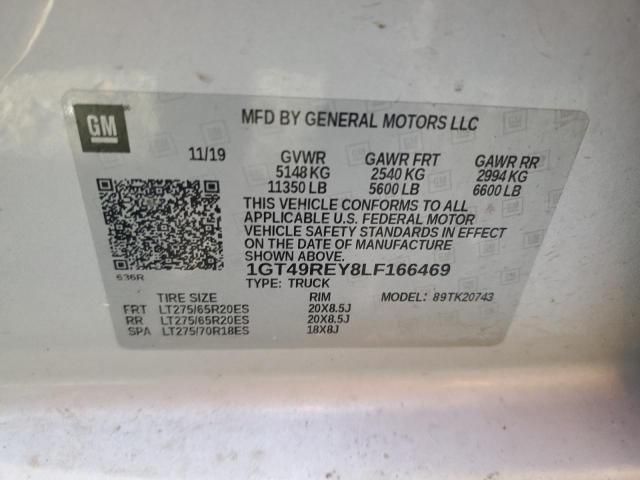 GM
MFD BY GENERAL MOTORS LLC
11/19 GVWR GAWR FRT GAWR RR
5148 KG 2540 KG 2994 KG
11350 LB 5600 LB 6600 LB
THIS VEHICLE CONFORMS TO ALL
APPLICABLE U.S. FEDERAL MOTOR
VEHICLE SAFETY STANDARDS IN EFFECT
ON THE DATE OF MANUFACTURE
SHOWN ABOVE.
1GT49REY8LF166469
TYPE: TRUCK
636R
TIRE SIZE RIM MODEL: 89TK20743
FRT LT275/65R20ES 20X8.5J
RR LT275/65R20ES 20X8.5J
SPA LT275/70R18ES 18X8J